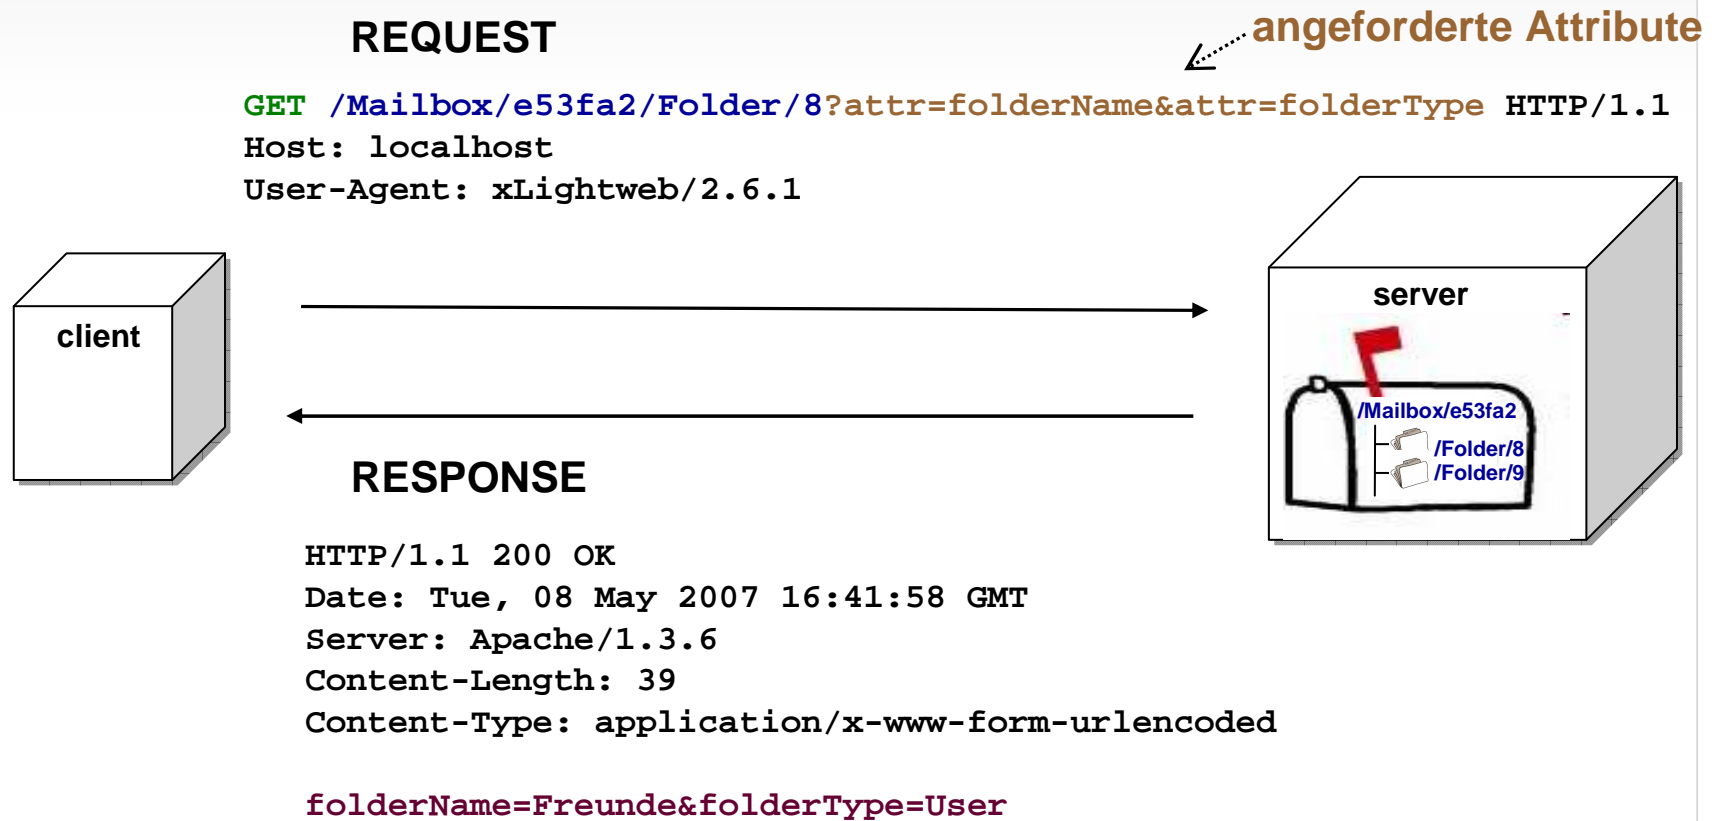 REQUEST
angeforderte Attribute
GET /Mailbox/e53fa2/Folder/8?attr=folderName&attr=folderType HTTP/1.1
Host: localhost
User-Agent: xLightweb/2.6.1
client
server
/Mailbox/e53fa2
/Folder/8
/Folder/9
RESPONSE
HTTP/1.1 200 OK
Date: Tue, 08 May 2007 16:41:58 GMT
Server: Apache/1.3.6
Content-Length: 39
Content-Type: application/x-www-form-urlencoded
folderName=Freunde&folderType=User